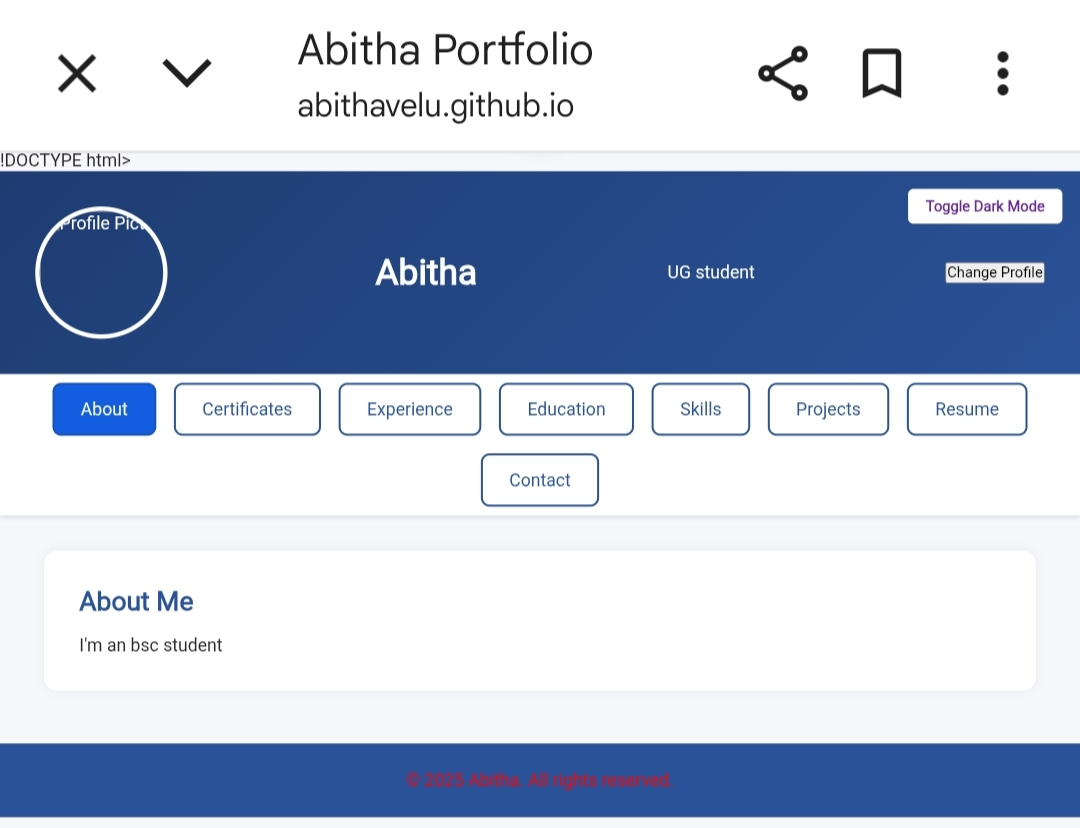 Abitha Portfolio
abithavelu.github.io
!DOCTYPE html>
Toggle Dark Mode
Profile Pict
Abitha
UG student
Change Profile
About
Certificates
Experience
Education
Skills
Projects
Resume
Contact
About Me
I'm an bsc student
© 2025 Abitha. All rights reserved.